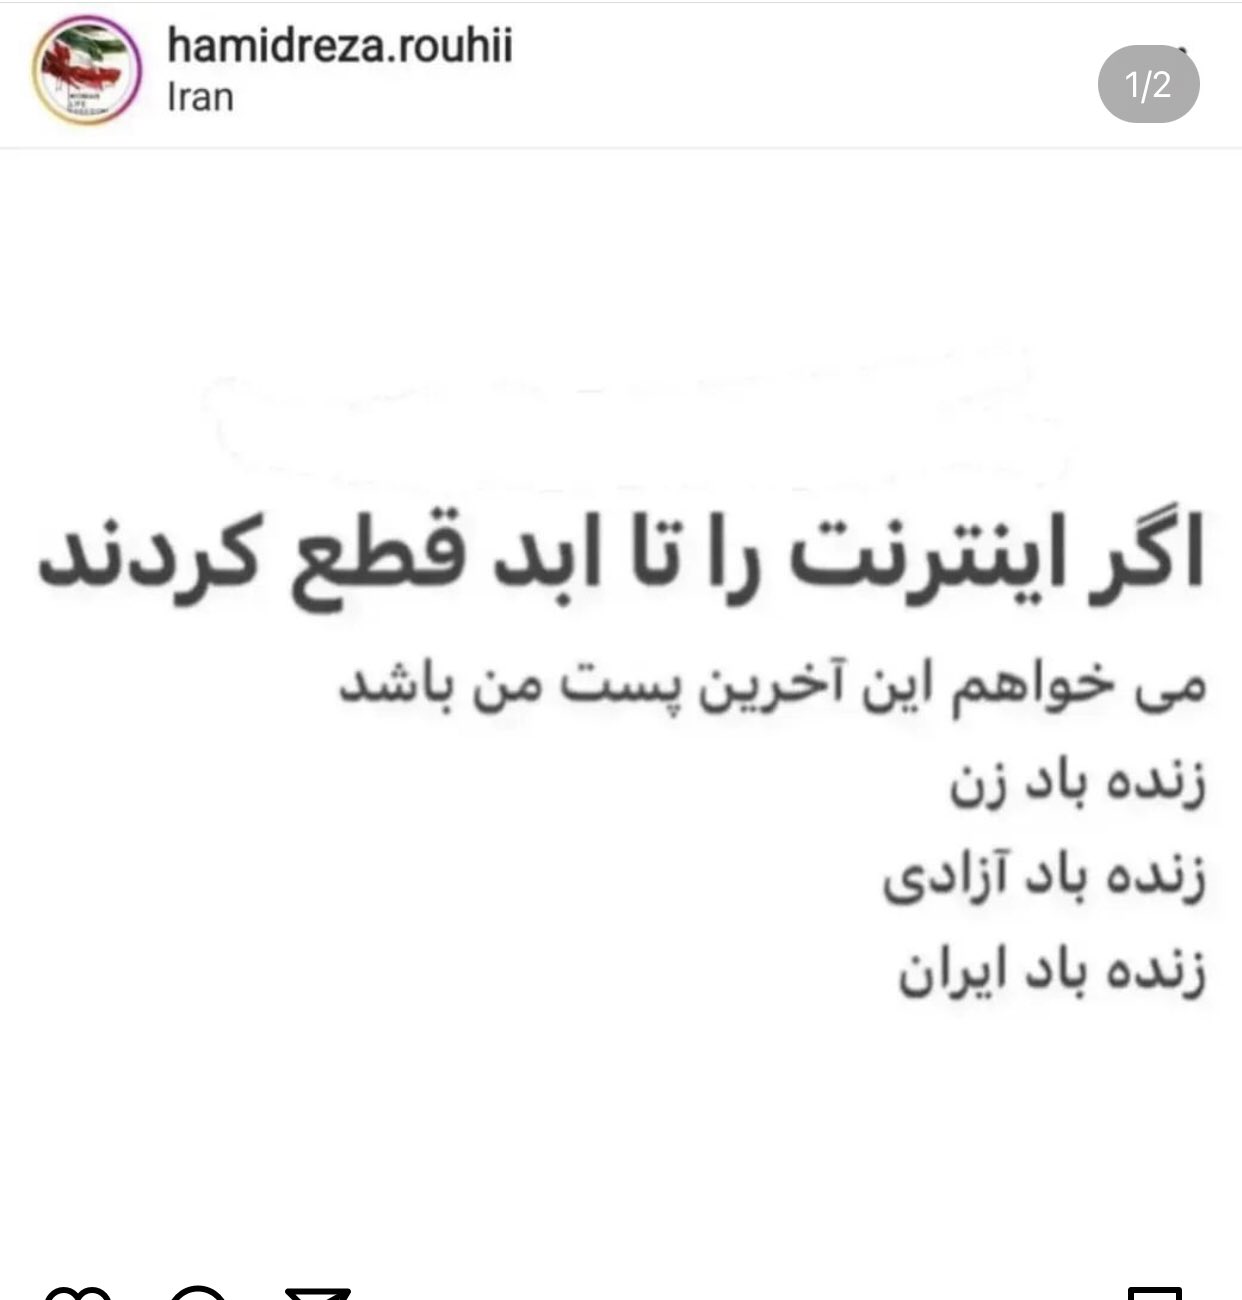 hamidreza.rouhii
Iran
1/2
اگر اینترنت را تا ابد قطع کردند
می خواهم این آخرین پست من باشد
زنده باد زن
زنده باد آزادی
زنده باد ایران